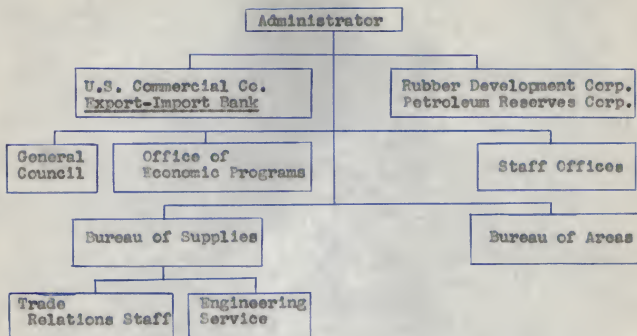 Administrator
U.S. Commercial Co.
Export-Import Bank
Rubber Development Corp.
Petroleum Reserves Corp.
General
Council
Office of
Economic Programs
Staff Offices
Bureau of Supplies
Bureau of Areas
Trade
Relations Staff
Engineering
Service